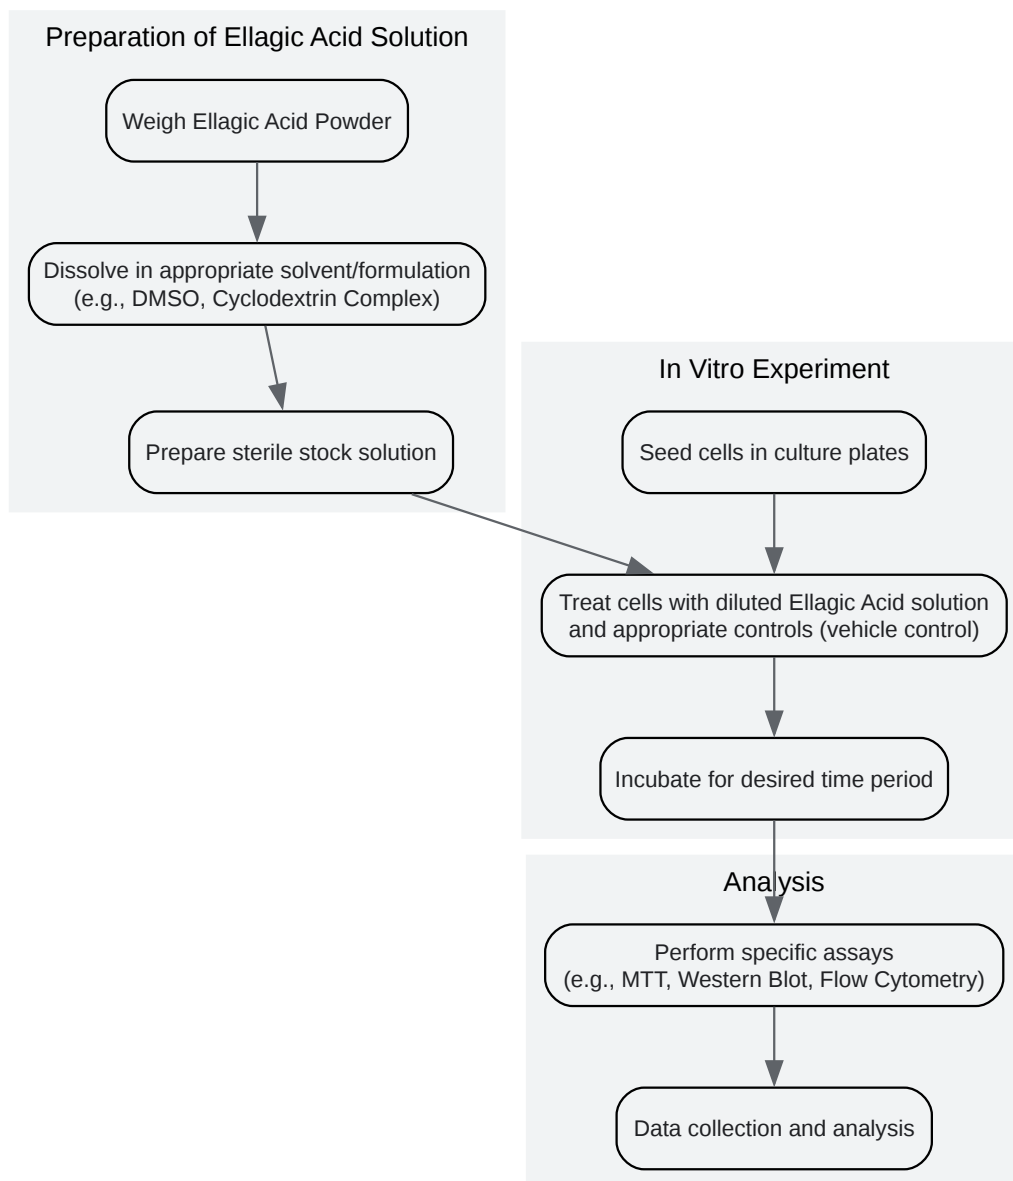 Preparation of Ellagic Acid Solution
Weigh Ellagic Acid Powder
Dissolve in appropriate solvent/formulation
(e.g., DMSO, Cyclodextrin Complex)
Prepare sterile stock solution
In Vitro Experiment
Seed cells in culture plates
Treat cells with diluted Ellagic Acid solution
and appropriate controls (vehicle control)
Incubate for desired time period
Analysis
Perform specific assays
(e.g., MTT, Western Blot, Flow Cytometry)
Data collection and analysis